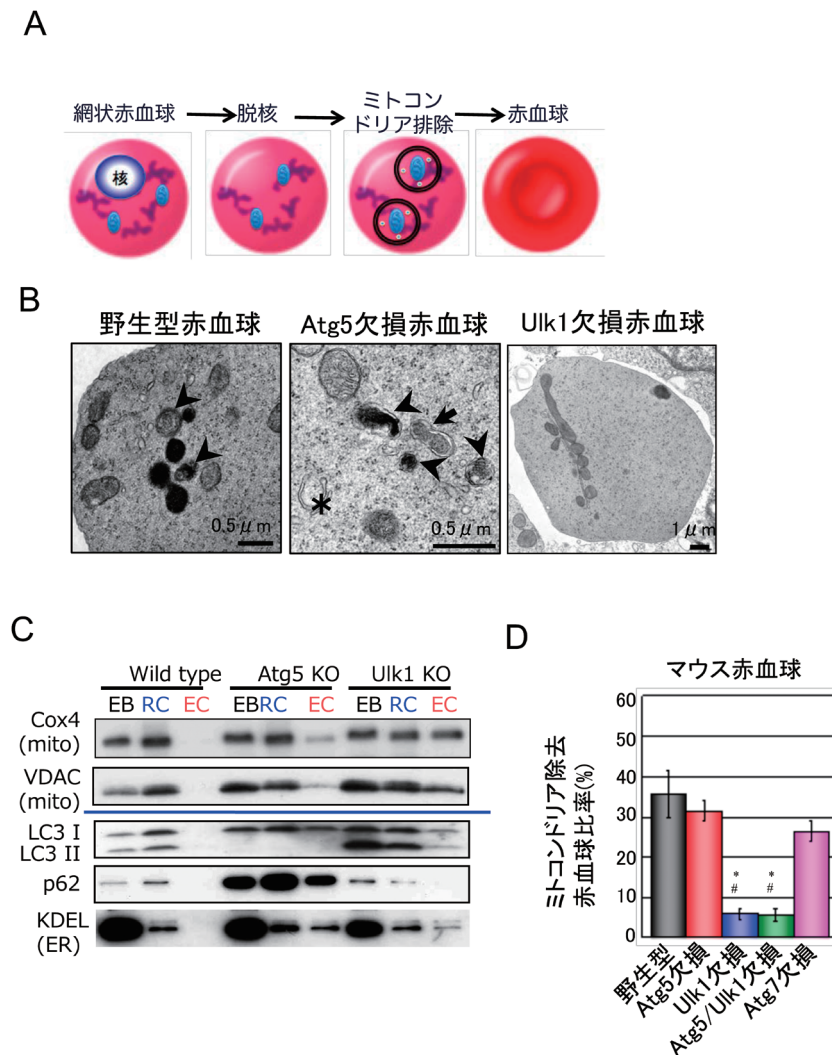 A
網状赤血球
脱核
ミトコン
ドリア排除
赤血球
核
B
野生型赤血球
Atg5欠損赤血球
Ulk1欠損赤血球
0.5μm
*
0.5μm
1μm
C
Wild type
Atg5 KO
Ulk1 KO
EB RC EC
EB RC EC
EB RC EC
Cox4
(mito)
VDAC
(mito)
LC3 I
LC3 II
p62
KDEL
(ER)
D
マウス赤血球
ミトコンドリア除去
赤血球比率(%)
60
50
40
30
20
10
0
* *
# #
野生型
Atg5欠損
Ulk1欠損
Atg5/Ulk1欠損
Atg7欠損